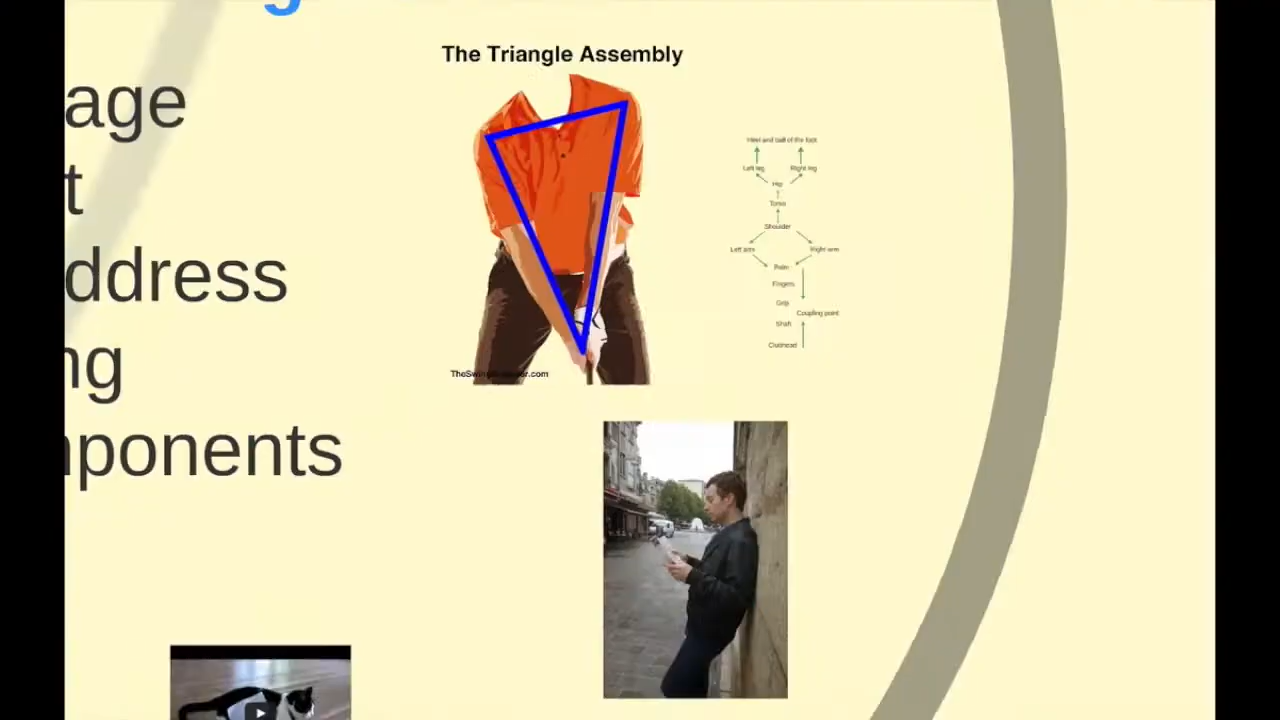 g
age
t
ddress
ng
ponents
The Triangle Assembly
Heel and ball of the foot
Left leg Right leg
Hip
Torso
Shoulder
Left arm Right arm
Palm
Fingers
Grip
Coupling point
Shaft
Clubhead